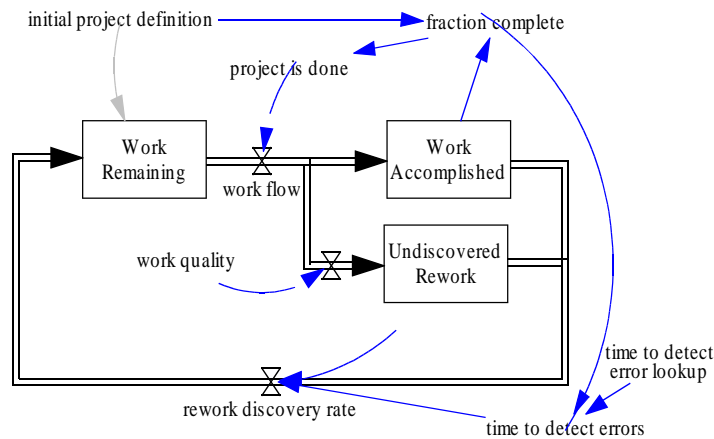 initial project definition
fraction complete
project is done
Work
Remaining
Work
Accomplished
work flow
work quality
Undiscovered
Rework
time to detect
error lookup
rework discovery rate
time to detect errors